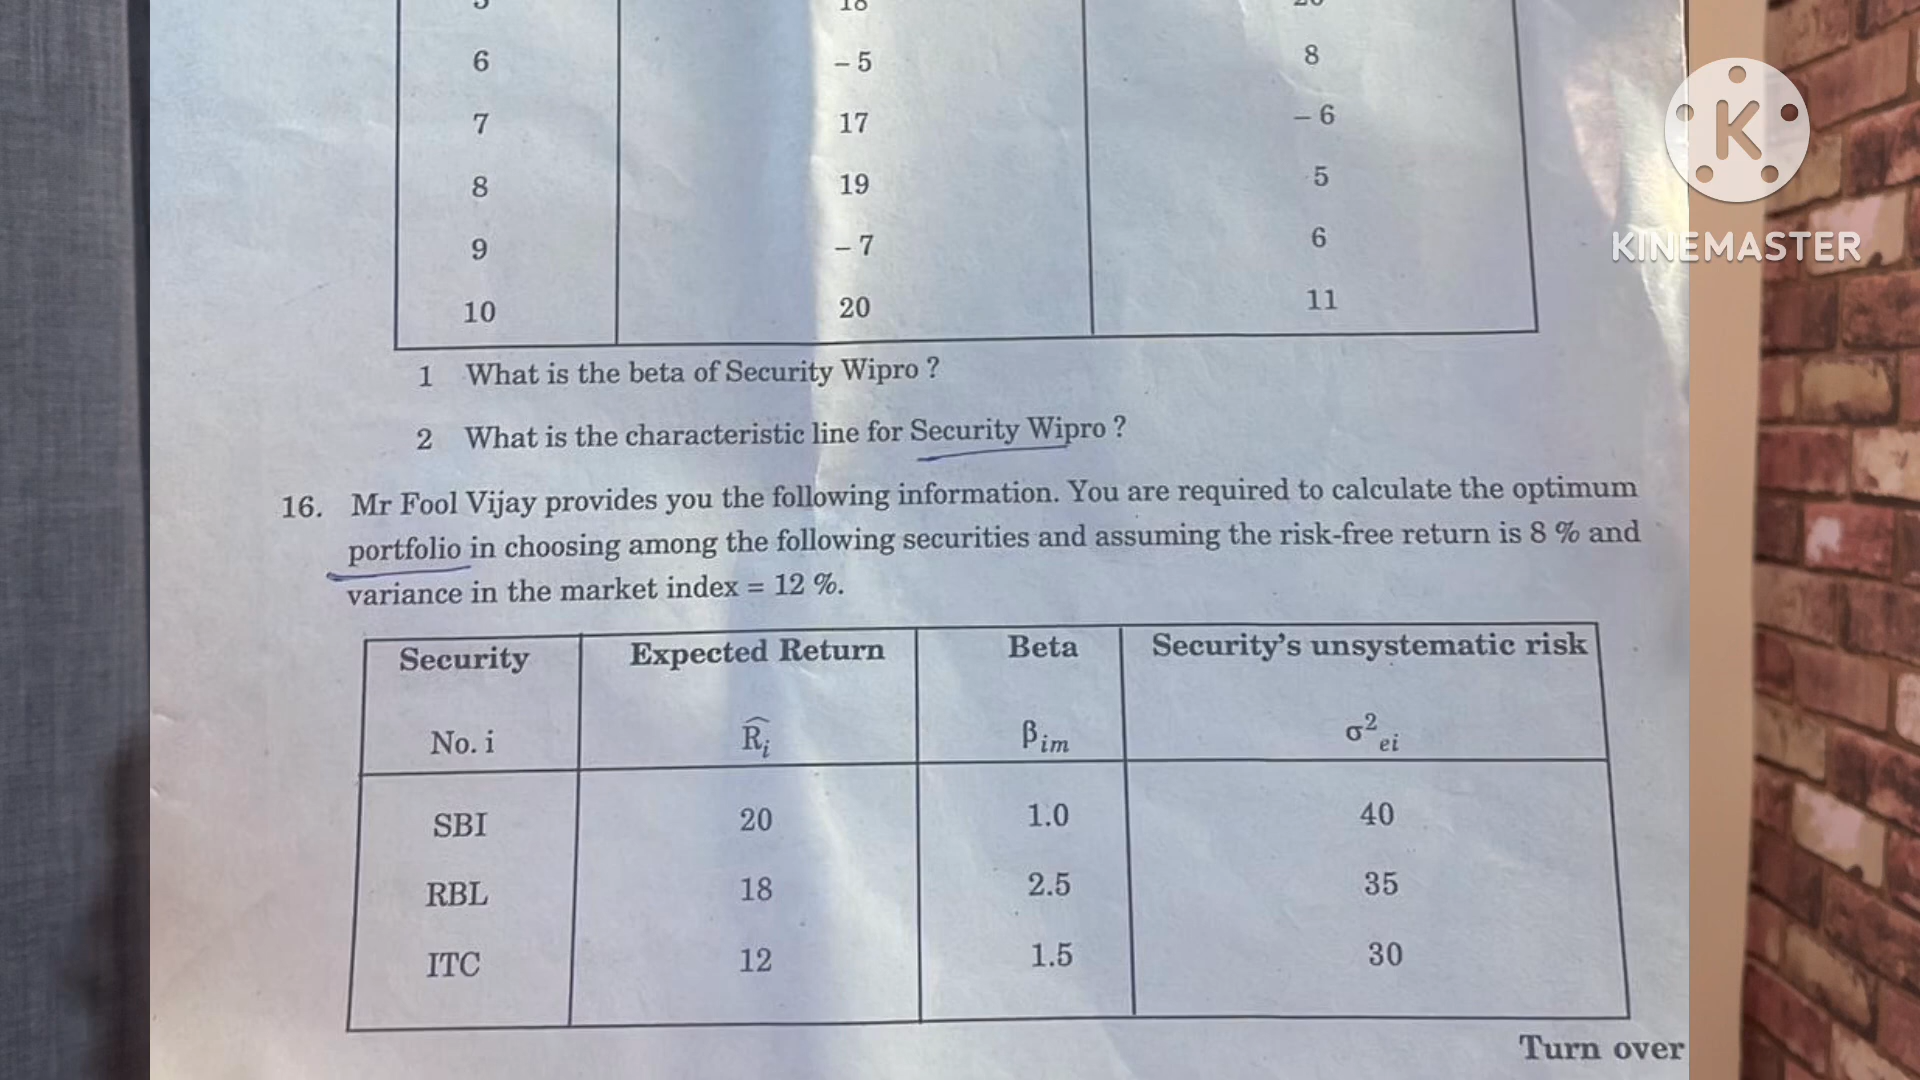 6 – 5 8
7 17 – 6
8 19 5
9 – 7 6
10 20 11
1 What is the beta of Security Wipro ?
2 What is the characteristic line for Security Wipro ?
16. Mr Fool Vijay provides you the following information. You are required to calculate the optimum
portfolio in choosing among the following securities and assuming the risk-free return is 8 % and
variance in the market index = 12 %.
Security Expected Return Beta Security's unsystematic risk
No. i R̂i βim σ²ei
SBI 20 1.0 40
RBL 18 2.5 35
ITC 12 1.5 30
Turn over
K
KINEMASTER